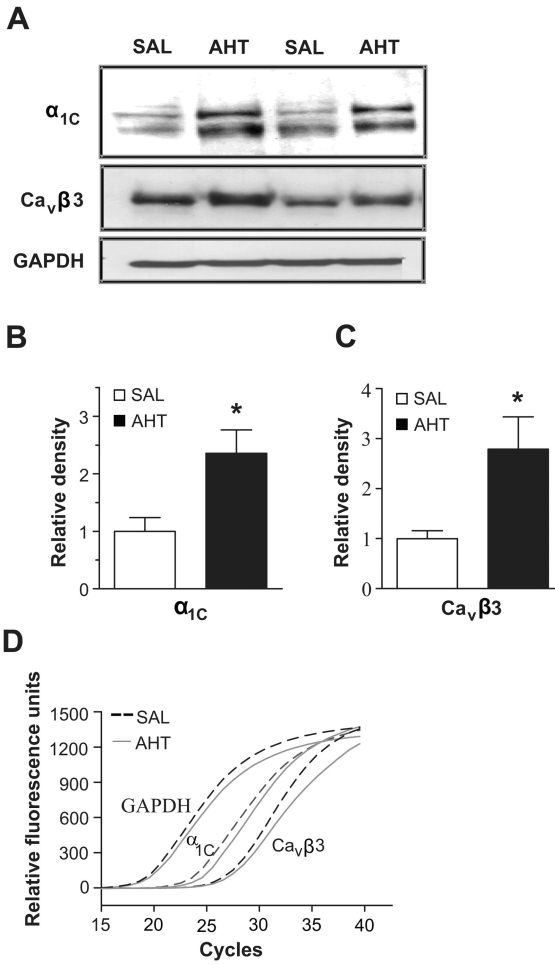 A
SAL AHT SAL AHT
α1C
Cavβ3
GAPDH
B
Relative density
3
2
1
0
SAL
AHT
*
α1C
C
Relative density
4
3
2
1
0
SAL
AHT
*
Cavβ3
D
Relative fluorescence units
1500
1200
900
600
300
0
SAL
AHT
GAPDH
α1C
Cavβ3
15 20 25 30 35 40
Cycles